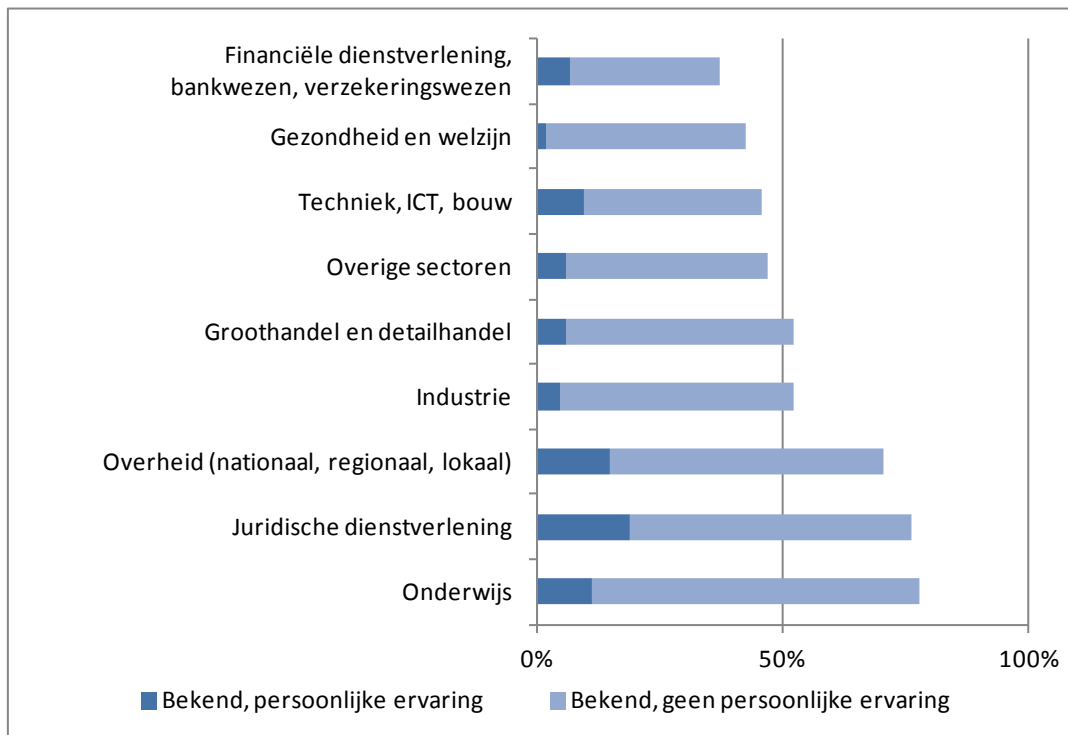 Financiële dienstverlening,
bankwezen, verzekeringswezen
Gezondheid en welzijn
Techniek, ICT, bouw
Overige sectoren
Groothandel en detailhandel
Industrie
Overheid (nationaal, regionaal, lokaal)
Juridische dienstverlening
Onderwijs
0% 50% 100%
Bekend, persoonlijke ervaring Bekend, geen persoonlijke ervaring